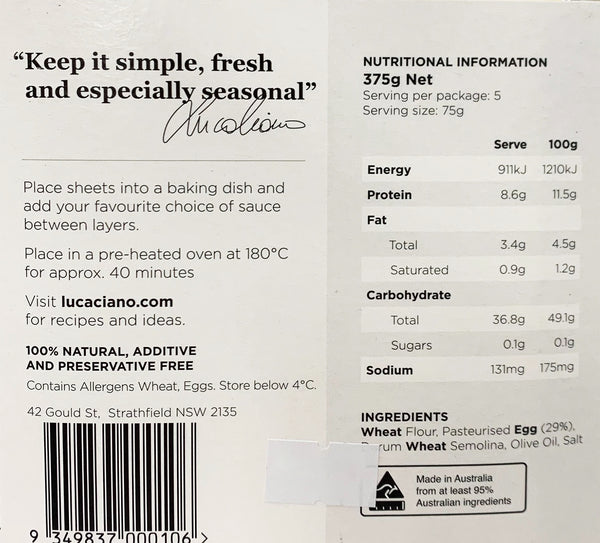 “Keep it simple, fresh
and especially seasonal”
Lucaciano
Place sheets into a baking dish and
add your favourite choice of sauce
between layers.
Place in a pre-heated oven at 180°C
for approx. 40 minutes
Visit lucaciano.com
for recipes and ideas.
100% NATURAL, ADDITIVE
AND PRESERVATIVE FREE
Contains Allergens Wheat, Eggs. Store below 4°C.
42 Gould St, Strathfield NSW 2135
9 349837 000106 >
NUTRITIONAL INFORMATION
375g Net
Serving per package: 5
Serving size: 75g
Serve 100g
Energy 911kJ 1210kJ
Protein 8.6g 11.5g
Fat
Total 3.4g 4.5g
Saturated 0.9g 1.2g
Carbohydrate
Total 36.8g 49.1g
Sugars 0.1g 0.1g
Sodium 131mg 175mg
INGREDIENTS
Wheat Flour, Pasteurised Egg (29%),
Durum Wheat Semolina, Olive Oil, Salt
Made in Australia
from at least 95%
Australian ingredients